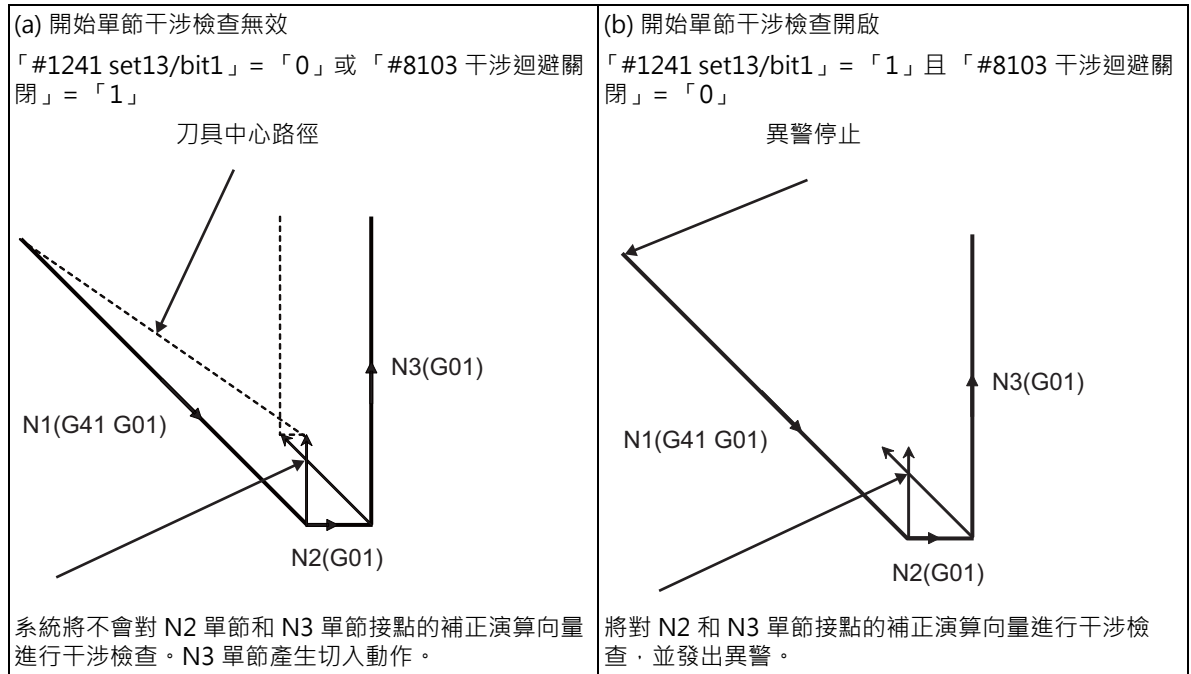 (a) 開始單節干涉檢查無效
「#1241 set13/bit1」=「0」或「#8103 干涉迴避關
閉」=「1」
刀具中心路徑
N3(G01)
N1(G41 G01)
N2(G01)
系統將不會對 N2 單節和 N3 單節接點的補正演算向量
進行干涉檢查。N3 單節產生切入動作。
(b) 開始單節干涉檢查開啟
「#1241 set13/bit1」=「1」且「#8103 干涉迴避關
閉」=「0」
異警停止
N3(G01)
N1(G41 G01)
N2(G01)
將對 N2 和 N3 單節接點的補正演算向量進行干涉檢
查，並發出異警。